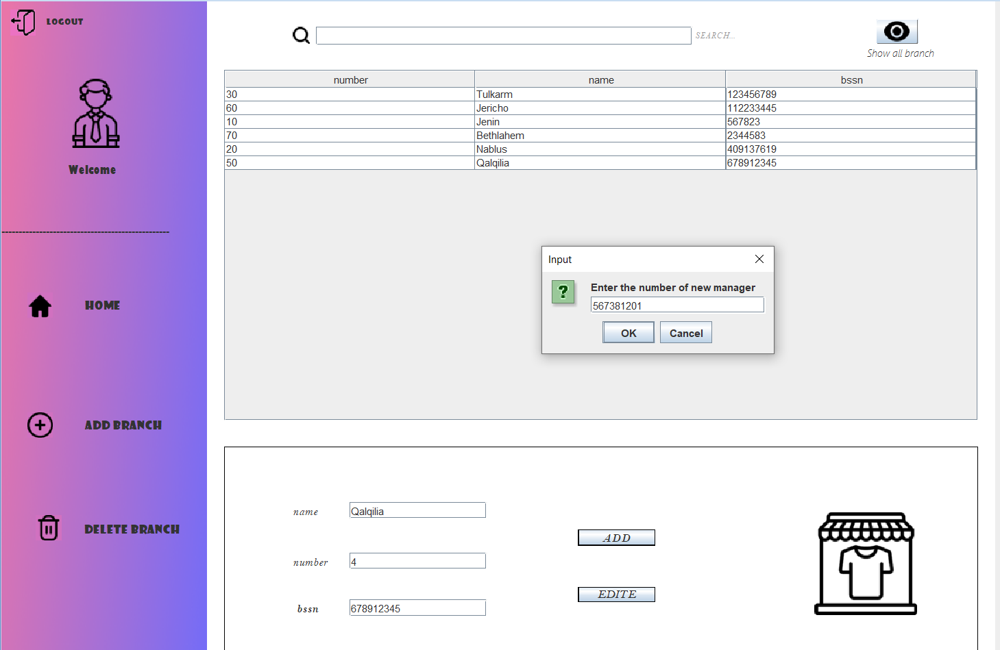 LOGOUT
SEARCH...
Show all branch
Welcome
------------------------------------------------
HOME
ADD BRANCH
DELETE BRANCH
number name bssn
30 Tulkarm 123456789
60 Jericho 112233445
10 Jenin 567823
70 Bethlahem 2344583
20 Nablus 409137619
50 Qalqilia 678912345
Input
?
Enter the number of new manager
567381201
OK Cancel
name Qalqilia
ADD
number 4
EDITE
bssn 678912345